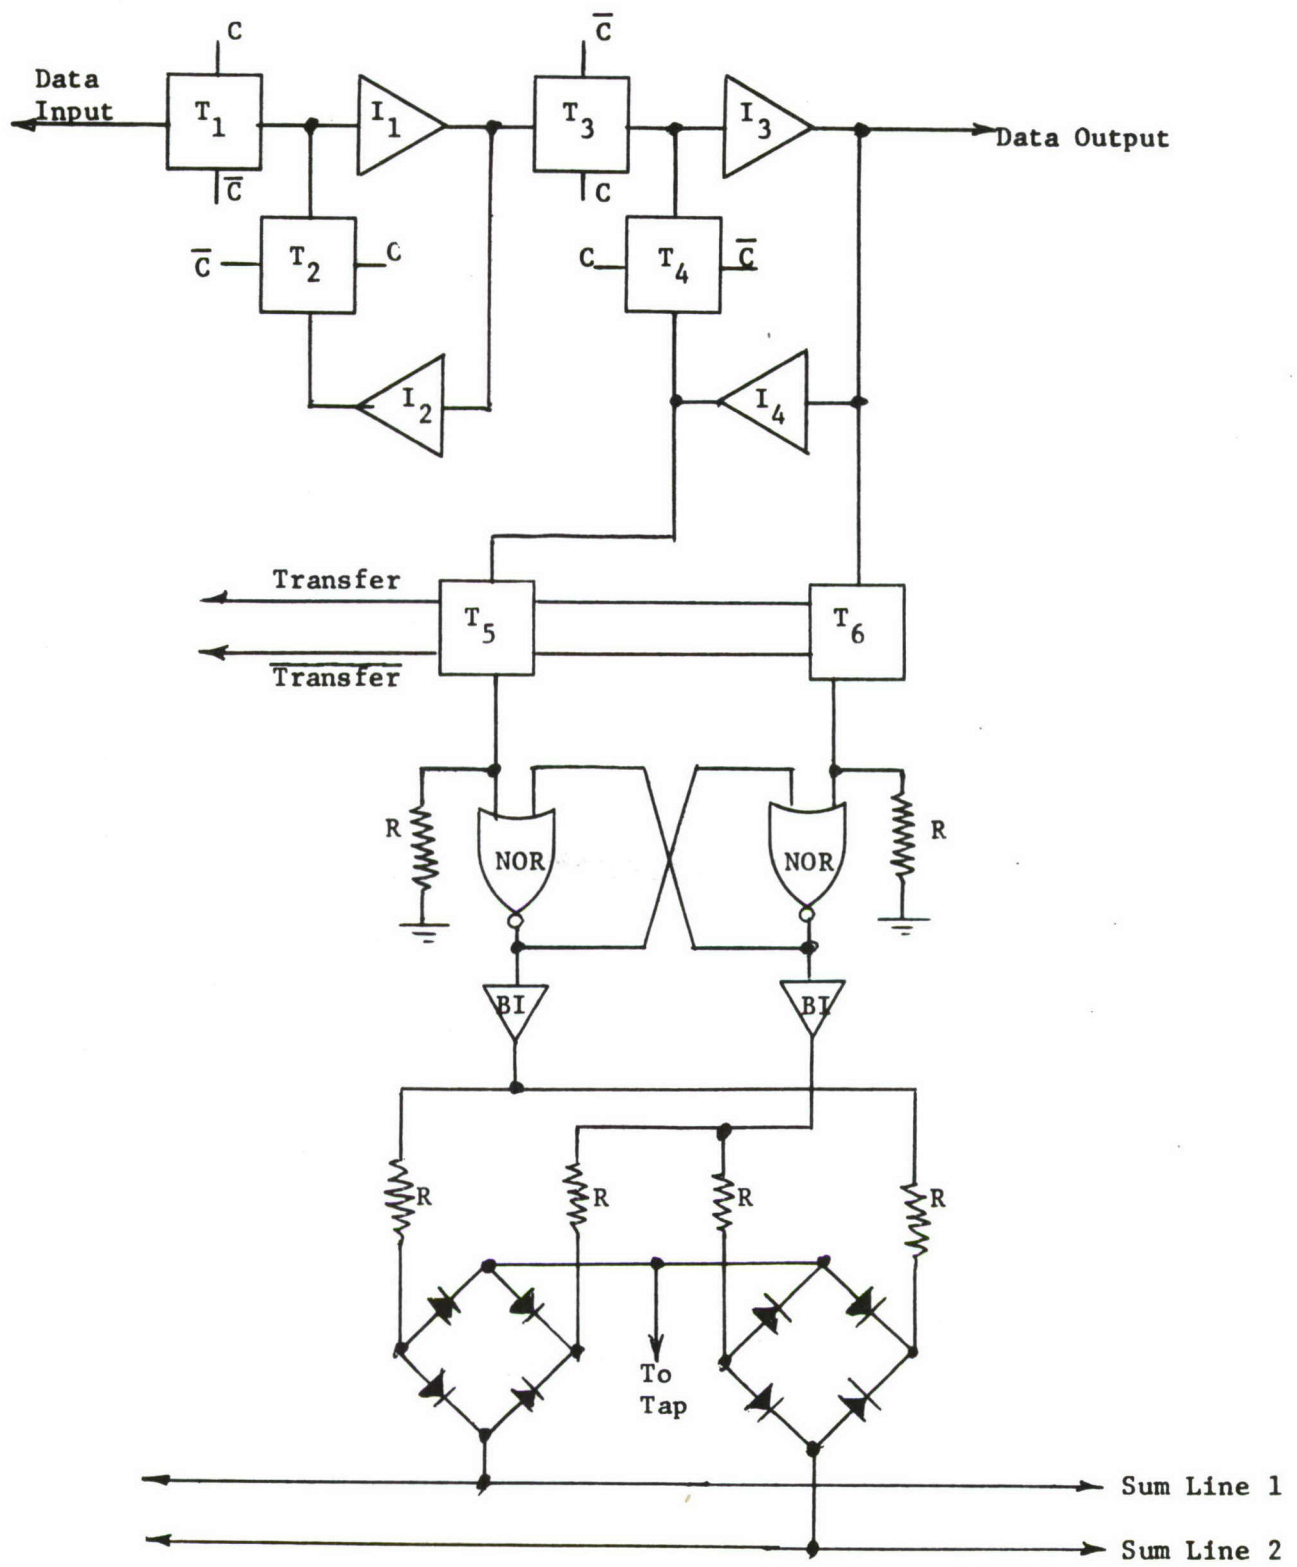 C
C̅
Data
Input
T1
I1
T3
I3
Data Output
C̅
C
C̅
T2
C
C
T4
C̅
I2
I4
Transfer
T5
T6
T̅r̅a̅n̅s̅f̅e̅r̅
R
NOR
NOR
R
BI
BI
R
R
R
R
To
Tap
Sum Line 1
Sum Line 2